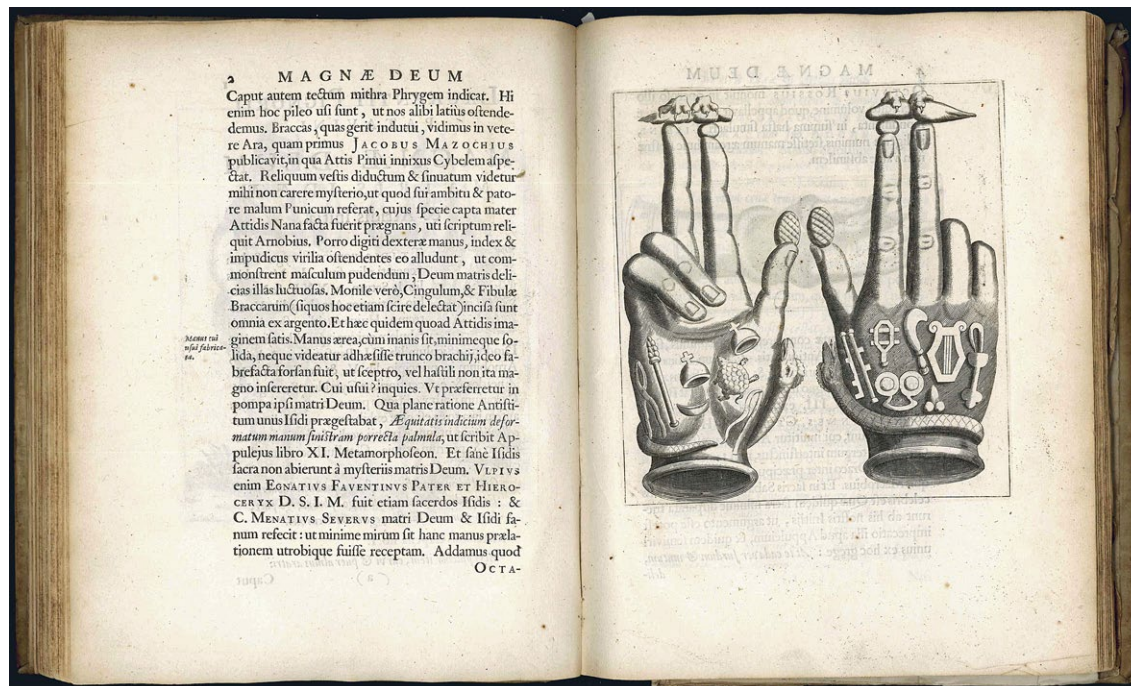 2 MAGNÆ DEUM
Caput autem tectum mithra Phrygem indicat. Hi
enim hoc pileo usi sunt, ut nos alibi latiùs ostende-
demus. Braccas, quas gerit indutui, vidimus in vete-
re Ara, quam primus JACOBUS MAZOCHIUS
publicavit, in qua Attis Pinui innixus Cybelem aspe-
ctat. Reliquum vestis diductum & sinuatum videtur
mihi non carere mysterio, ut quod sui ambitu & pato-
re malum Punicum referat, cujus specie capta mater
Attidis Nana facta fuerit prægnans, uti scriptum reli-
quit Arnobius. Porro digiti dexteræ manus, index &
impudicus virilia ostendentes eo alludunt, ut com-
monstrent masculum pudendum, Deum matris deli-
cias illas luctuosas. Monile verò, Cingulum, & Fibulæ
Braccarum (siquos hoc etiam scire delectat) incisa sunt
omnia ex argento. Et hæc quidem quoad Attidis ima-
ginem satis. Manus ærea, cùm inanis sit, minimeque so-
lida, neque videatur adhæsisse trunco brachij, ideo fa-
brefacta forsan fuit, ut sceptro, vel hastili non ita ma-
gno insereretur. Cui usui? inquies. Vt præferretur in
pompa ipsi matri Deum. Qua plane ratione Antisti-
tum unus Isidi prægestabat, Æquitatis indicium defor-
matum manum sinistram porrecta palmula, ut scribit Ap-
pulejus libro XI. Metamorphoseon. Et sanè Isidis
sacra non abierunt à mysteriis matris Deum. VLPIVS
enim EGNATIVS FAVENTINVS PATER ET HIERO-
CERYX D. S. I. M. fuit etiam sacerdos Isidis : &
C. MENATIVS SEVERVS matri Deum & Isidi fa-
num refecit : ut minime mirum sit hanc manus præla-
tionem utrobique fuisse receptam. Addamus quod
OCTA-
Manus cui
usui fabrica-
ta.
MAGNÆ DEUM